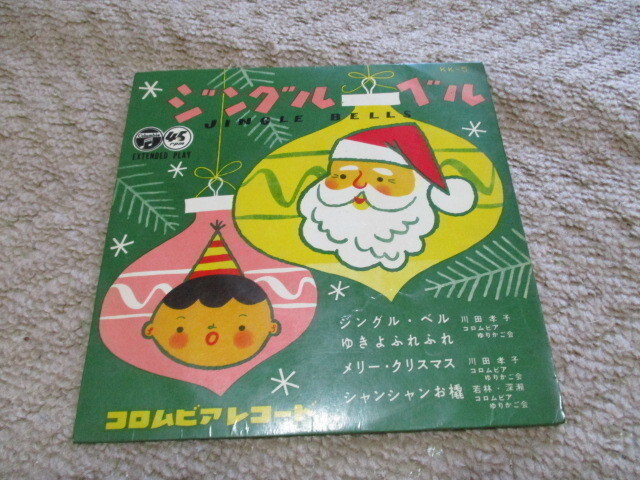 KK-5
ジングルベル
JINGLE BELLS
45
rpm
EXTENDED PLAY
ジングル・ベル 川田孝子
ゆきよふれふれ コロムビア
ゆりかご会
メリー・クリスマス 川田孝子
コロムビア
ゆりかご会
シャンシャンお橇 若林・深瀬
コロムビア
ゆりかご会
コロムビアレコード